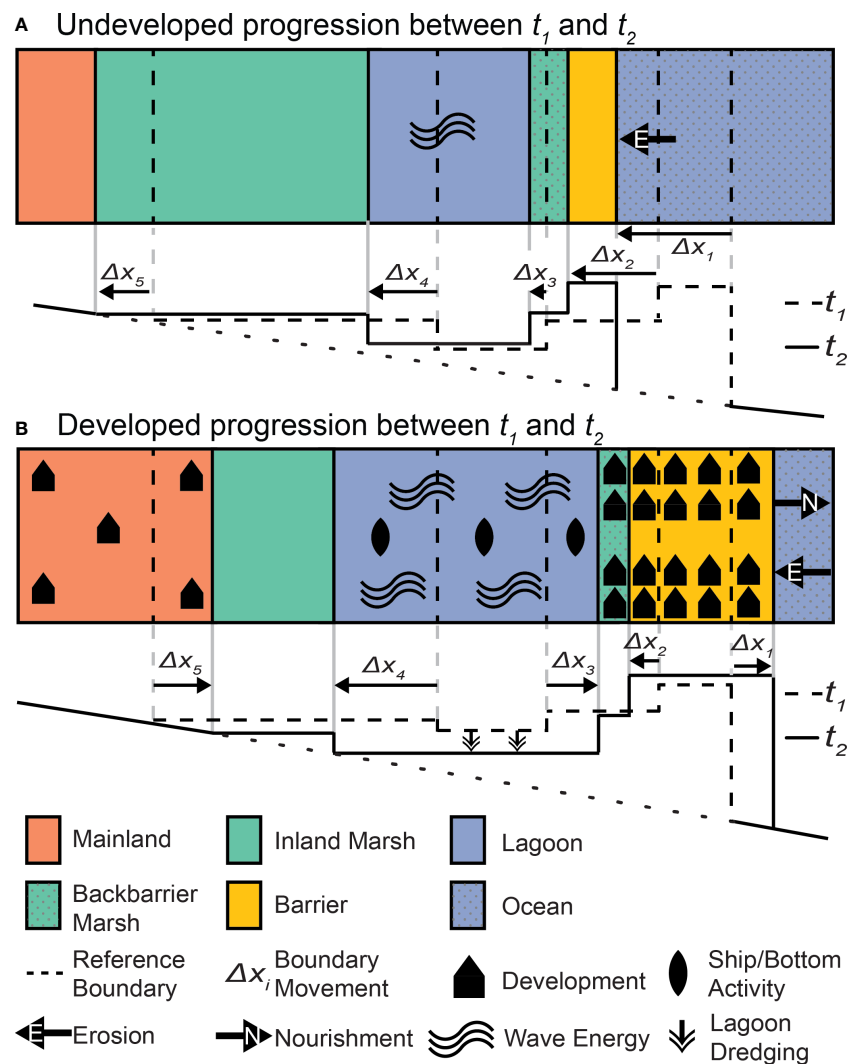 A Undeveloped progression between t1 and t2
E
Δx5 Δx4 Δx3 Δx2 Δx1
t1
t2
B Developed progression between t1 and t2
N
E
Δx5 Δx4 Δx3 Δx2 Δx1
t1
t2
Mainland Inland Marsh Lagoon
Backbarrier
Marsh
Barrier
Ocean
Reference
Boundary
Δxi Boundary
Movement
Development
Ship/Bottom
Activity
E Erosion
N Nourishment
Wave Energy
Lagoon
Dredging